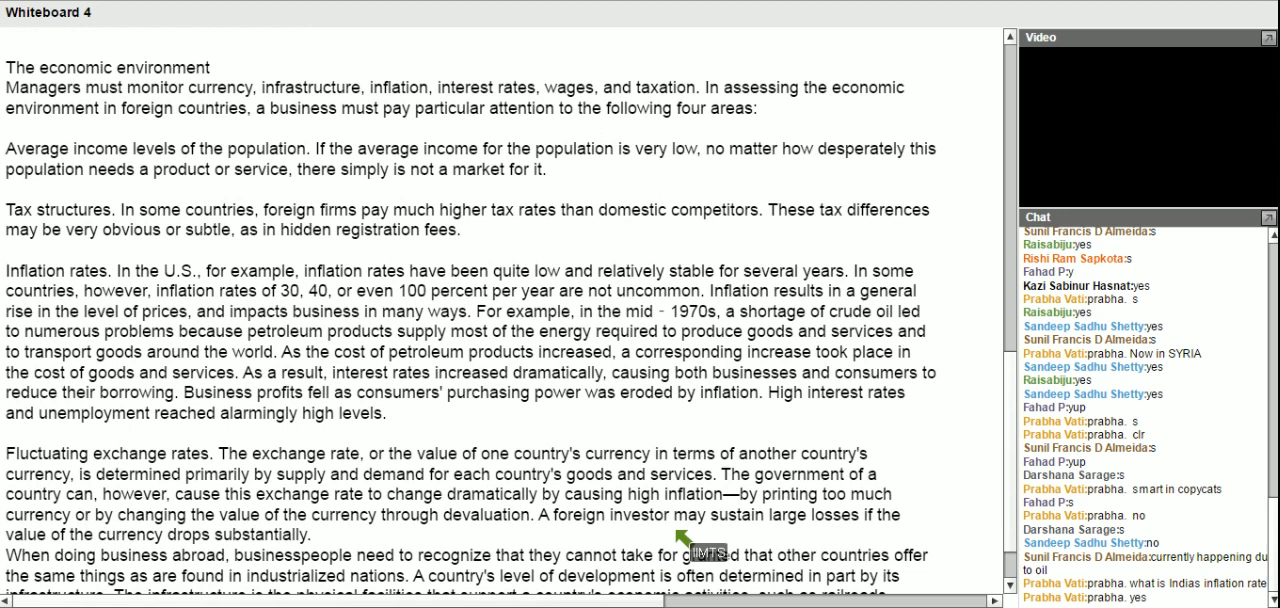 Whiteboard 4
The economic environment
Managers must monitor currency, infrastructure, inflation, interest rates, wages, and taxation. In assessing the economic
environment in foreign countries, a business must pay particular attention to the following four areas:
Average income levels of the population. If the average income for the population is very low, no matter how desperately this
population needs a product or service, there simply is not a market for it.
Tax structures. In some countries, foreign firms pay much higher tax rates than domestic competitors. These tax differences
may be very obvious or subtle, as in hidden registration fees.
Inflation rates. In the U.S., for example, inflation rates have been quite low and relatively stable for several years. In some
countries, however, inflation rates of 30, 40, or even 100 percent per year are not uncommon. Inflation results in a general
rise in the level of prices, and impacts business in many ways. For example, in the mid - 1970s, a shortage of crude oil led
to numerous problems because petroleum products supply most of the energy required to produce goods and services and
to transport goods around the world. As the cost of petroleum products increased, a corresponding increase took place in
the cost of goods and services. As a result, interest rates increased dramatically, causing both businesses and consumers to
reduce their borrowing. Business profits fell as consumers' purchasing power was eroded by inflation. High interest rates
and unemployment reached alarmingly high levels.
Fluctuating exchange rates. The exchange rate, or the value of one country's currency in terms of another country's
currency, is determined primarily by supply and demand for each country's goods and services. The government of a
country can, however, cause this exchange rate to change dramatically by causing high inflation—by printing too much
currency or by changing the value of the currency through devaluation. A foreign investor may sustain large losses if the
value of the currency drops substantially.
When doing business abroad, businesspeople need to recognize that they cannot take for that other countries offer
IIMTS
the same things as are found in industrialized nations. A country's level of development is often determined in part by its
infrastructure. The infrastructure is the physical facilities that support a country's economic activities, such as railroads,
Video
Chat
Sunil Francis D Almeida:s
Raisabiju:yes
Rishi Ram Sapkota:s
Fahad P:y
Kazi Sabinur Hasnat:yes
Prabha Vati:prabha. s
Raisabiju:yes
Sandeep Sadhu Shetty:yes
Sunil Francis D Almeida:s
Prabha Vati:prabha. Now in SYRIA
Sandeep Sadhu Shetty:yes
Raisabiju:yes
Sandeep Sadhu Shetty:yes
Fahad P:yup
Prabha Vati:prabha. s
Prabha Vati:prabha. clr
Sunil Francis D Almeida:s
Fahad P:yup
Darshana Sarage:s
Prabha Vati:prabha. smart in copycats
Fahad P:s
Prabha Vati:prabha. no
Darshana Sarage:s
Sandeep Sadhu Shetty:no
Sunil Francis D Almeida:currently happening du
to oil
Prabha Vati:prabha. what is Indias inflation rate
Prabha Vati:prabha. yes